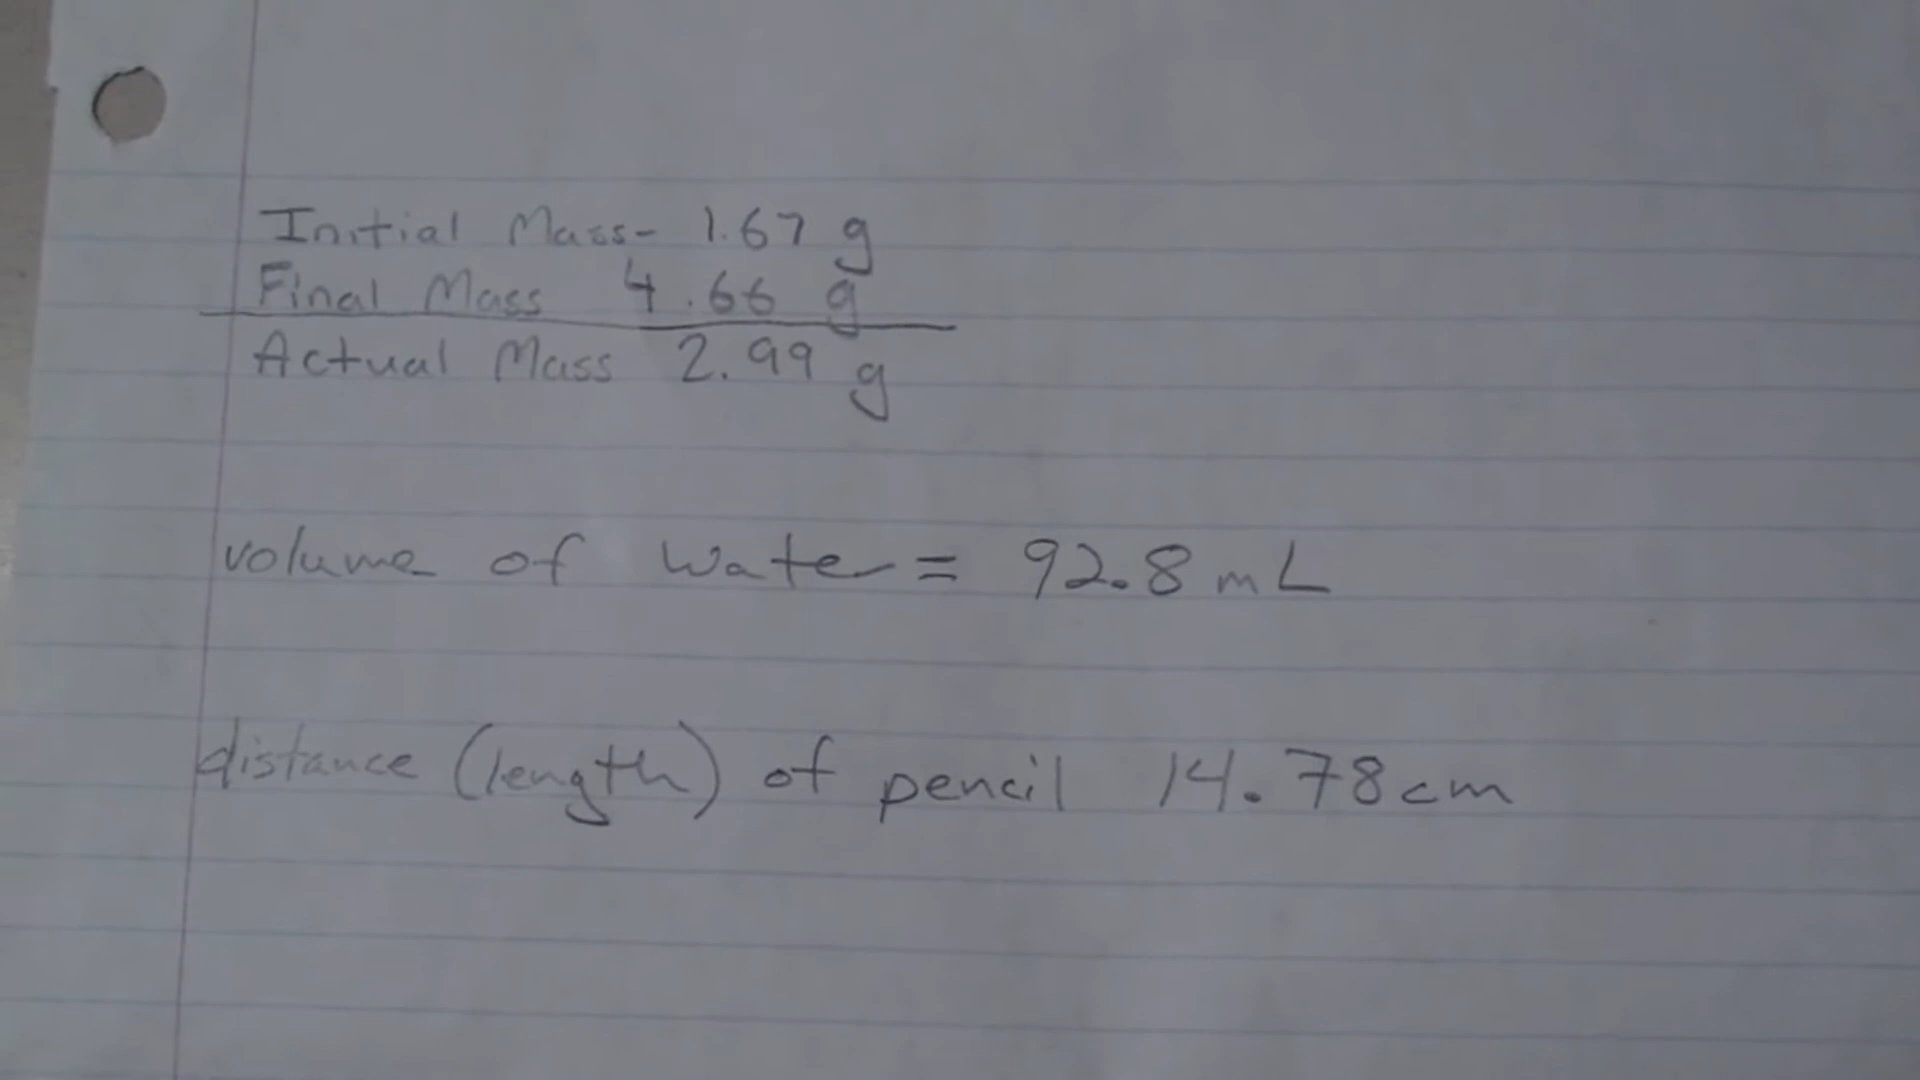 Initial Mass- 1.67 g
Final Mass 4.66 g
Actual Mass 2.99 g
volume of water = 92.8 mL
distance (length) of pencil 14.78 cm